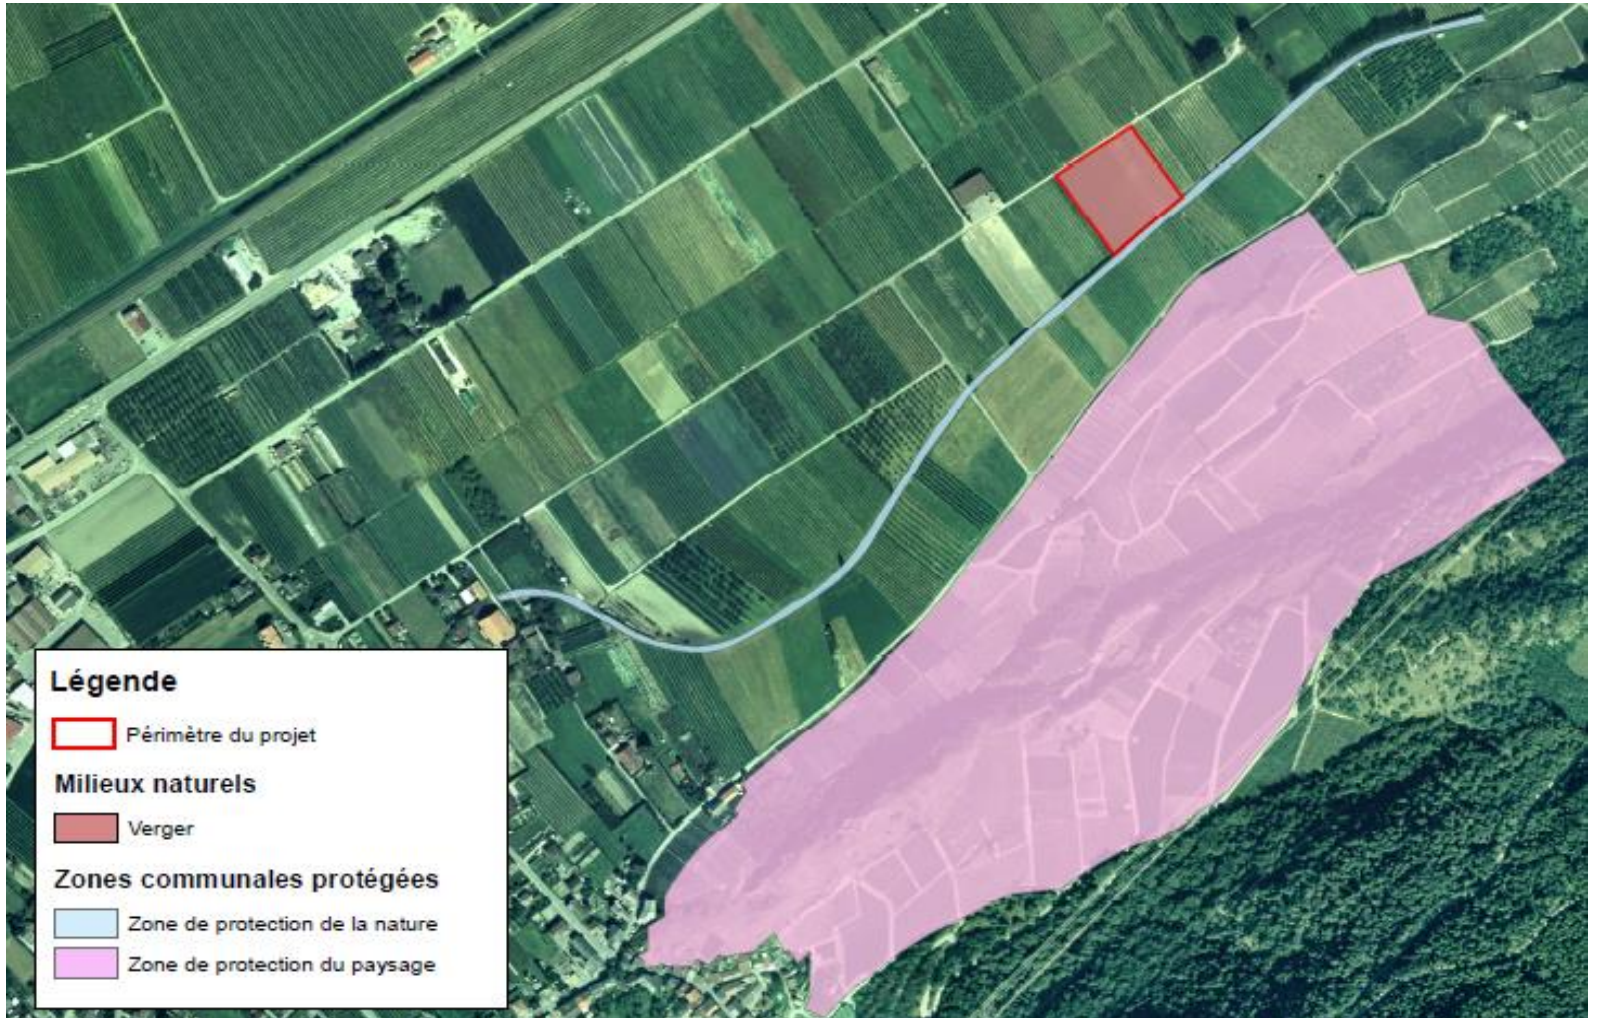 Légende
Périmètre du projet
Milieux naturels
Verger
Zones communales protégées
Zone de protection de la nature
Zone de protection du paysage